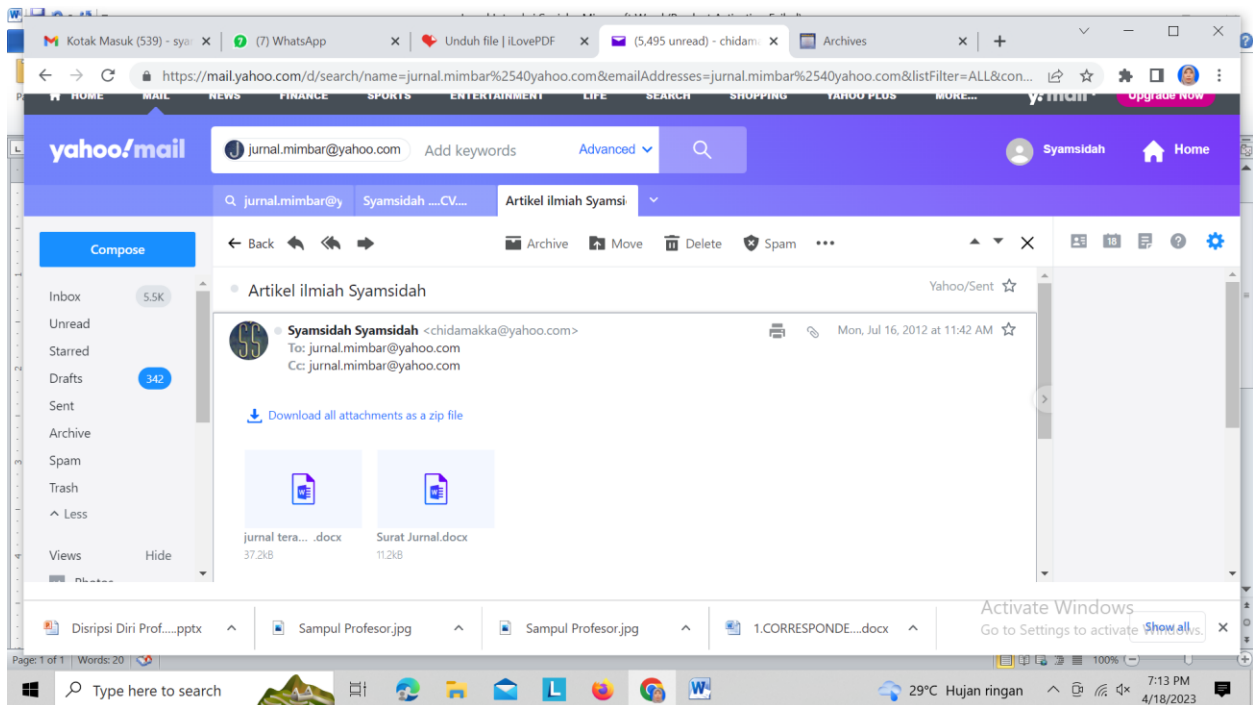 Kotak Masuk (539) - syar
(7) WhatsApp
Unduh file | iLovePDF
(5,495 unread) - chidama
Archives
https://mail.yahoo.com/d/search/name=jurnal.mimbar%2540yahoo.com&emailAddresses=jurnal.mimbar%2540yahoo.com&listFilter=ALL&con...
HOME MAIL NEWS FINANCE SPORTS ENTERTAINMENT LIFE SEARCH SHOPPING YAHOO PLUS MORE... Upgrade Now
yahoo!mail
jurnal.mimbar@yahoo.com Add keywords Advanced
Syamsidah Home
jurnal.mimbar@y Syamsidah ....CV.... Artikel ilmiah Syamsi
Compose
Back Archive Move Delete Spam 18
Artikel ilmiah Syamsidah
Yahoo/Sent
Inbox 5.5K
Unread
Starred
Drafts 342
Sent
Archive
Spam
Trash
Less
Views Hide
Photos
SS
Syamsidah Syamsidah <chidamakka@yahoo.com>
Mon, Jul 16, 2012 at 11:42 AM
To: jurnal.mimbar@yahoo.com
Cc: jurnal.mimbar@yahoo.com
Download all attachments as a zip file
jurnal tera... .docx
37.2kB
Surat Jurnal.docx
11.2kB
Activate Windows
Go to Settings to activate Windows.
Disripsi Diri Prof.....pptx
Sampul Profesor.jpg
Sampul Profesor.jpg
1.CORRESPONDE....docx
Show all
Page: 1 of 1 Words: 20
100%
Type here to search
29°C Hujan ringan
7:13 PM
4/18/2023